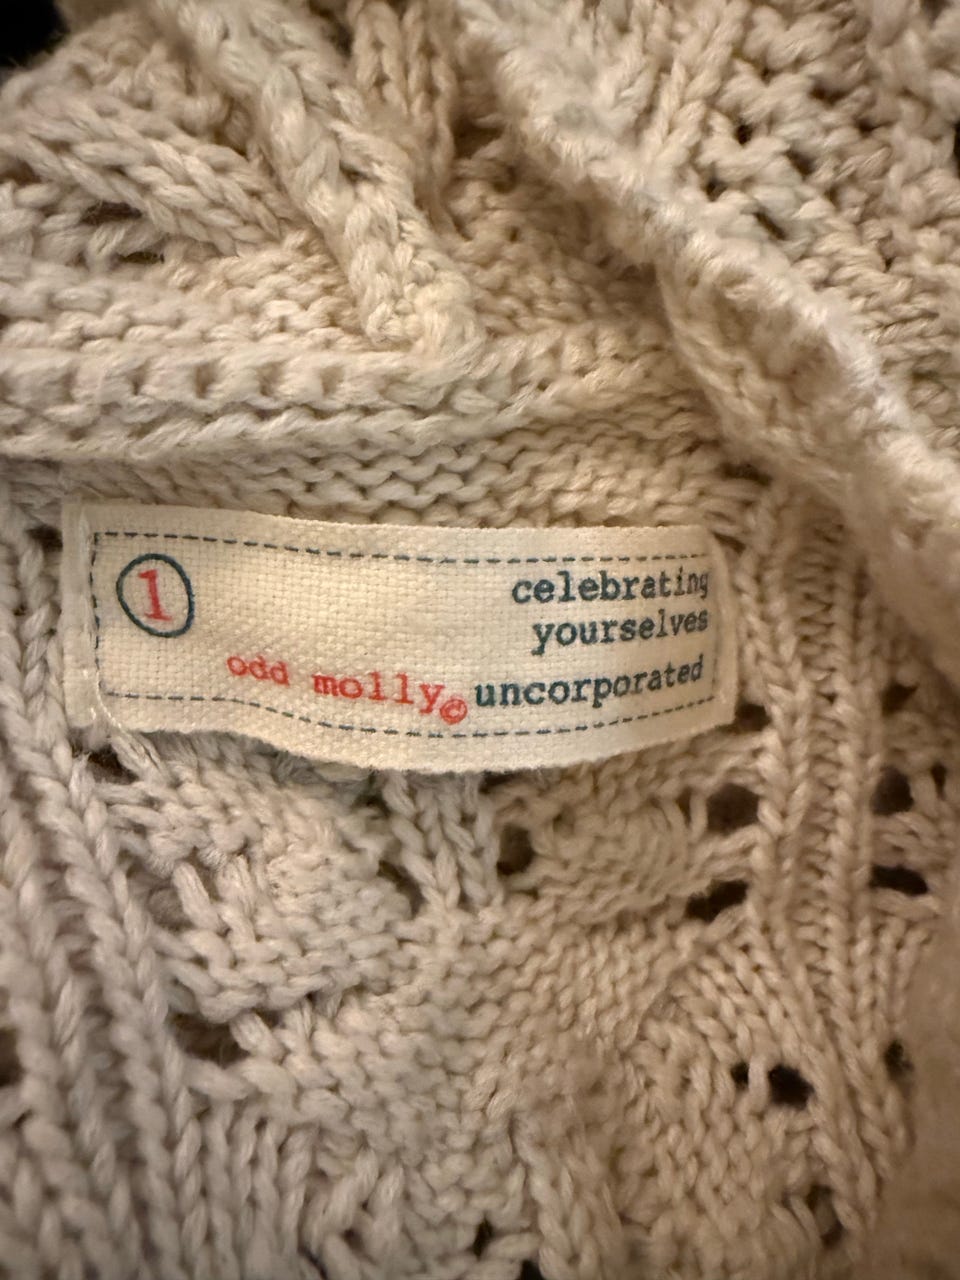 1
celebrating
yourselves
odd molly© uncorporated